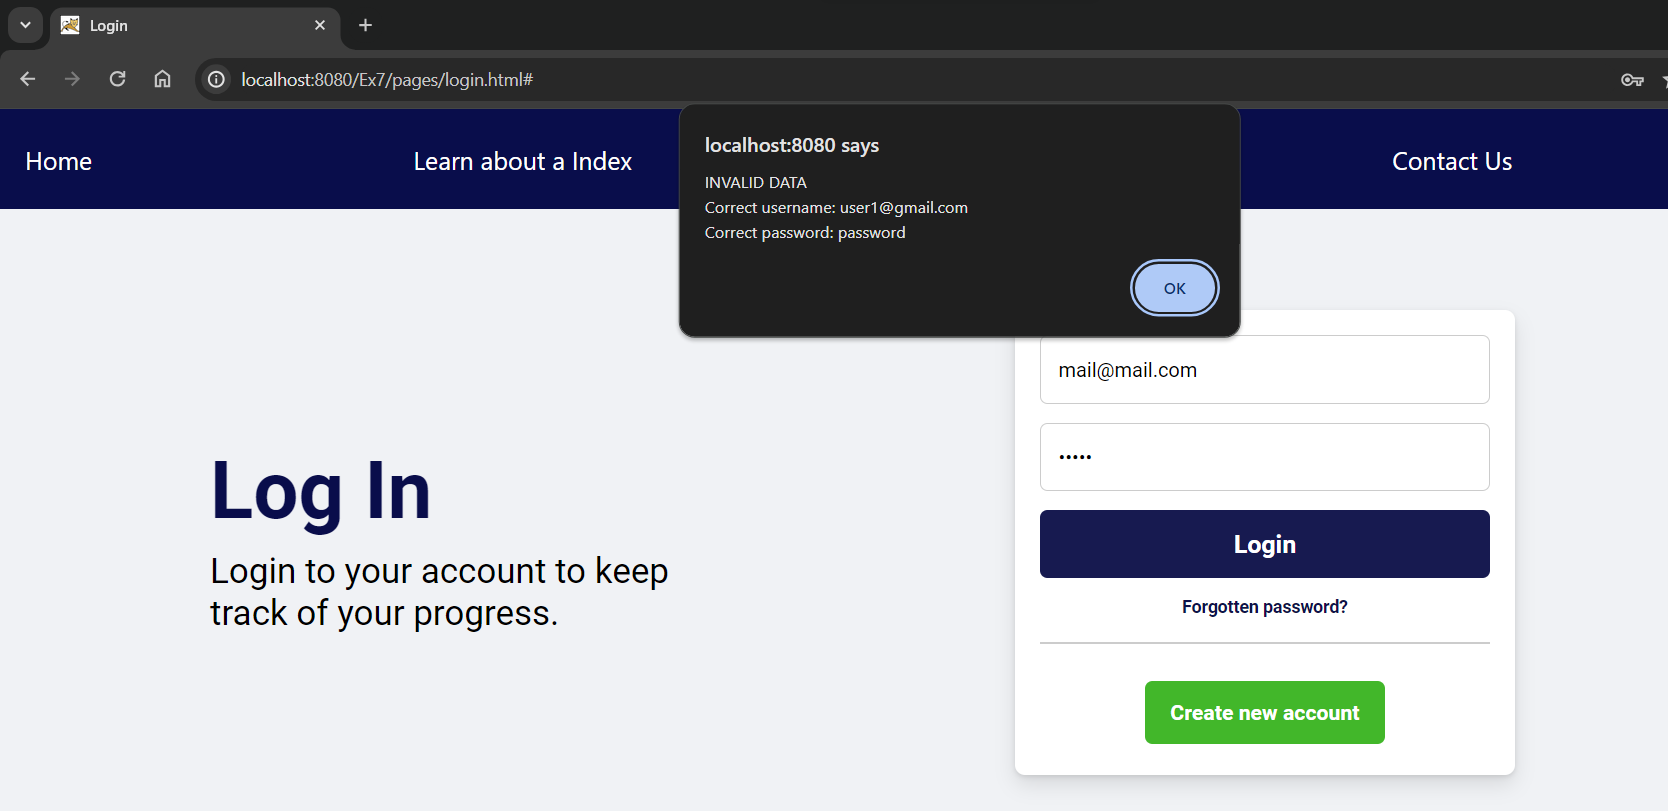 Login
localhost:8080/Ex7/pages/login.html#
Home
Learn about a Index
Contact Us
localhost:8080 says
INVALID DATA
Correct username: user1@gmail.com
Correct password: password
OK
mail@mail.com
•••••
Log In
Login to your account to keep
track of your progress.
Login
Forgotten password?
Create new account